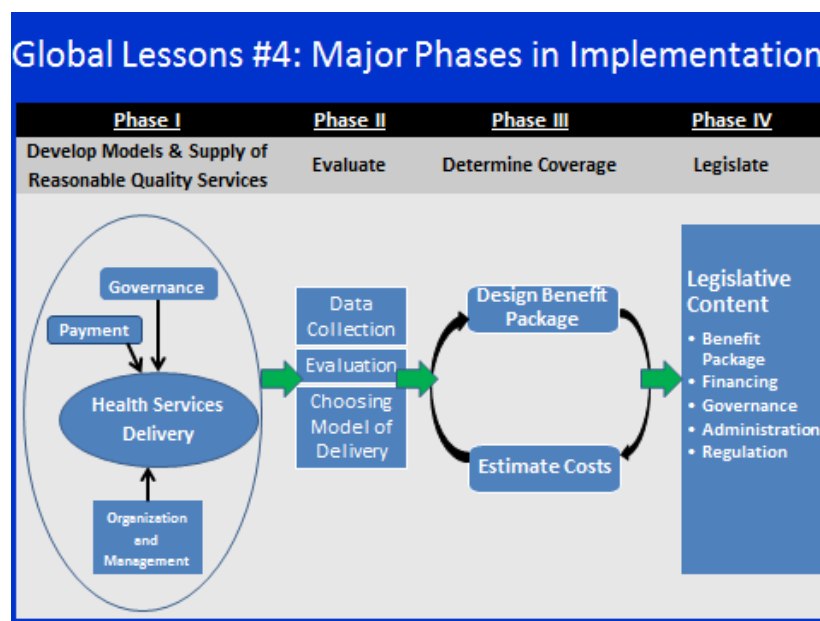 Global Lessons #4: Major Phases in Implementation
Phase I
Phase II
Phase III
Phase IV
Develop Models & Supply of
Reasonable Quality Services
Evaluate
Determine Coverage
Legislate
Governance
Payment
Health Services
Delivery
Organization
and
Management
Data
Collection
Evaluation
Choosing
Model of
Delivery
Design Benefit
Package
Estimate Costs
Legislative
Content
• Benefit
Package
• Financing
• Governance
• Administration
• Regulation